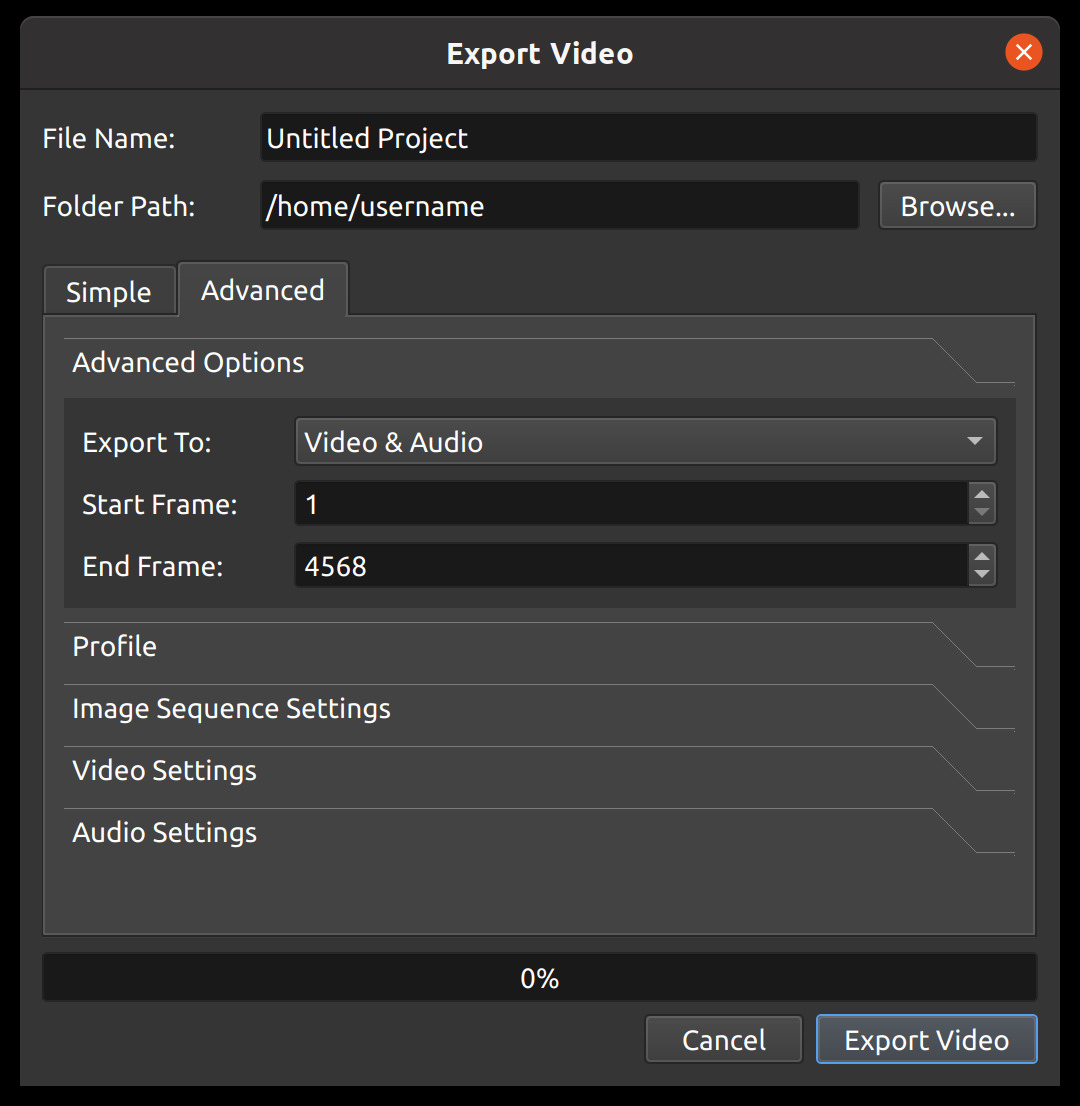 Export Video
File Name: Untitled Project
Folder Path: /home/username Browse...
Simple Advanced
Advanced Options
Export To: Video & Audio
Start Frame: 1
End Frame: 4568
Profile
Image Sequence Settings
Video Settings
Audio Settings
0%
Cancel Export Video